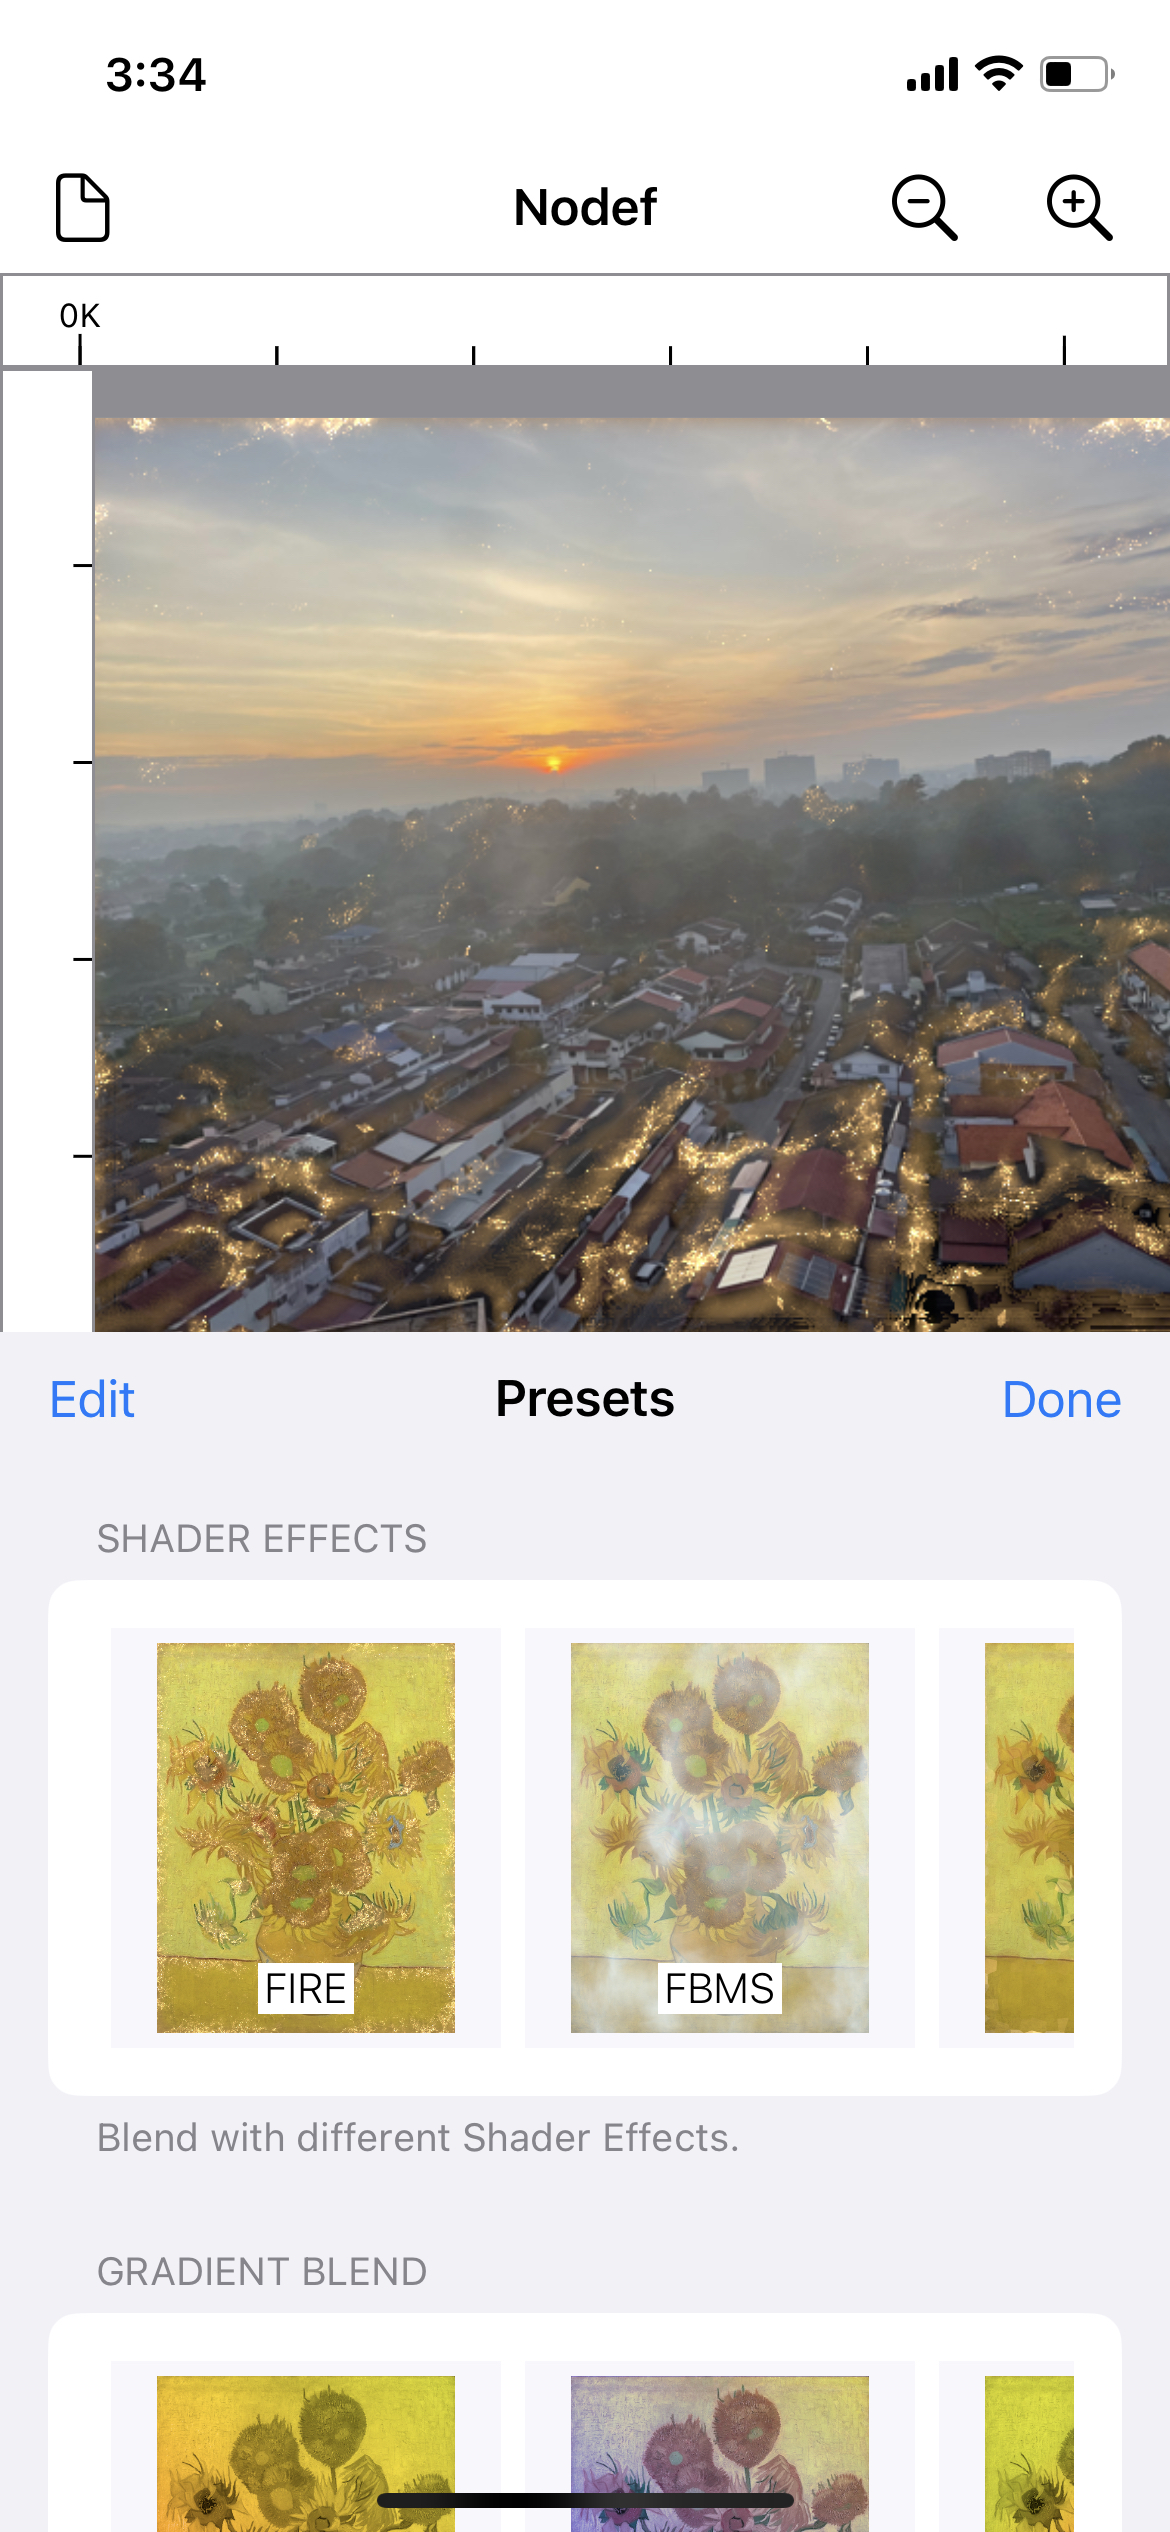 3:34
Nodef
0K
Edit Presets Done
SHADER EFFECTS
FIRE FBMS
Blend with different Shader Effects.
GRADIENT BLEND